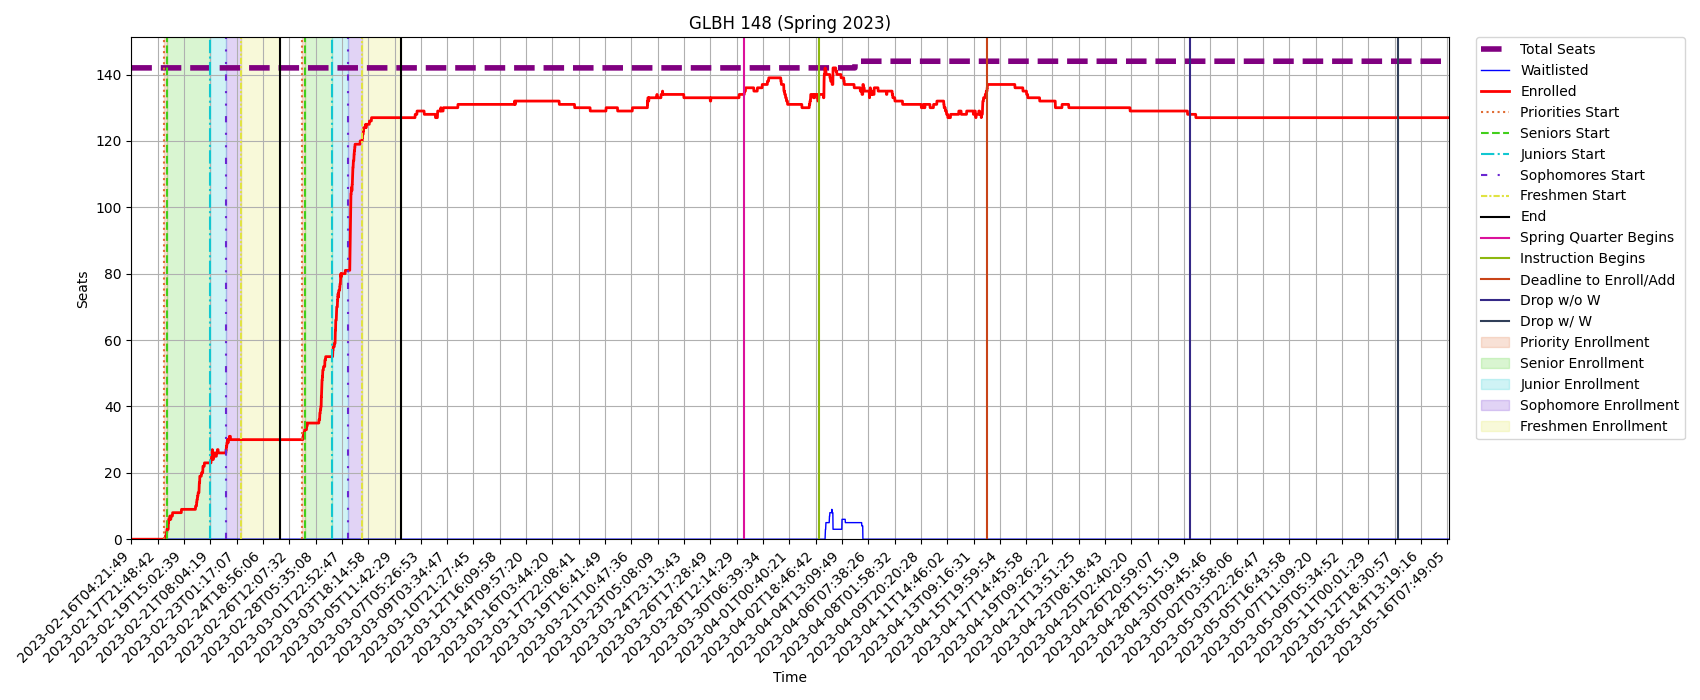 GLBH 148 (Spring 2023)
Seats
140
120
100
80
60
40
20
0
2023-02-16T04:21:49
2023-02-17T21:48:42
2023-02-19T15:02:39
2023-02-21T08:04:19
2023-02-23T01:17:07
2023-02-24T18:56:06
2023-02-26T12:07:32
2023-02-28T05:35:08
2023-03-01T22:52:47
2023-03-03T18:14:58
2023-03-05T11:42:29
2023-03-07T05:26:53
2023-03-09T03:34:47
2023-03-10T21:27:45
2023-03-12T16:09:58
2023-03-14T09:57:20
2023-03-16T03:44:20
2023-03-17T22:08:41
2023-03-19T16:41:49
2023-03-21T10:47:36
2023-03-23T05:08:09
2023-03-24T23:13:43
2023-03-26T17:28:49
2023-03-28T12:14:29
2023-03-30T06:39:34
2023-04-01T00:40:21
2023-04-02T18:46:42
2023-04-04T13:09:49
2023-04-06T07:38:26
2023-04-08T01:58:32
2023-04-09T20:20:28
2023-04-11T14:46:02
2023-04-13T09:16:31
2023-04-15T19:59:54
2023-04-17T14:45:58
2023-04-19T09:26:22
2023-04-21T13:51:25
2023-04-23T08:18:43
2023-04-25T02:40:20
2023-04-26T20:59:07
2023-04-28T15:15:19
2023-04-30T09:45:46
2023-05-02T03:58:06
2023-05-03T22:26:47
2023-05-05T16:43:58
2023-05-07T11:09:20
2023-05-09T05:34:52
2023-05-11T00:01:29
2023-05-12T18:30:57
2023-05-14T13:19:16
2023-05-16T07:49:05
Time
Total Seats
Waitlisted
Enrolled
Priorities Start
Seniors Start
Juniors Start
Sophomores Start
Freshmen Start
End
Spring Quarter Begins
Instruction Begins
Deadline to Enroll/Add
Drop w/o W
Drop w/ W
Priority Enrollment
Senior Enrollment
Junior Enrollment
Sophomore Enrollment
Freshmen Enrollment